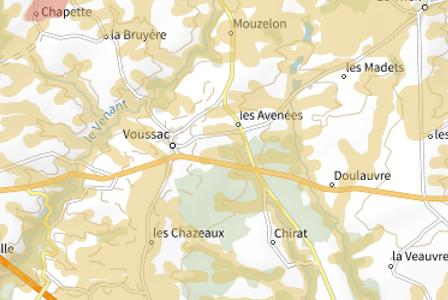 Chapette
la Bruyère
Mouzelon
les Madets
le Venant
les Avenées
Voussac
Doulauvre
les Chazeaux
Chirat
la Veauvre